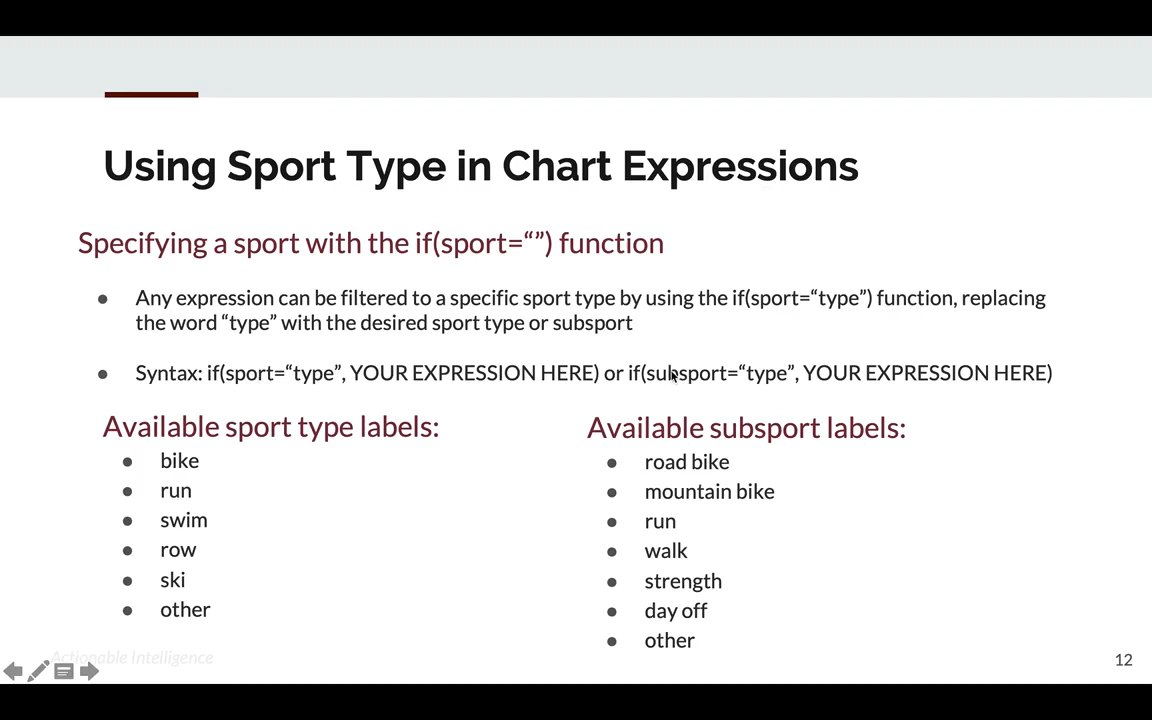 Using Sport Type in Chart Expressions
Specifying a sport with the if(sport=“”) function
● Any expression can be filtered to a specific sport type by using the if(sport=“type”) function, replacing
the word “type” with the desired sport type or subsport
● Syntax: if(sport=“type”, YOUR EXPRESSION HERE) or if(subsport=“type”, YOUR EXPRESSION HERE)
Available sport type labels:
● bike
● run
● swim
● row
● ski
● other
Available subsport labels:
● road bike
● mountain bike
● run
● walk
● strength
● day off
● other
Actionable Intelligence
12